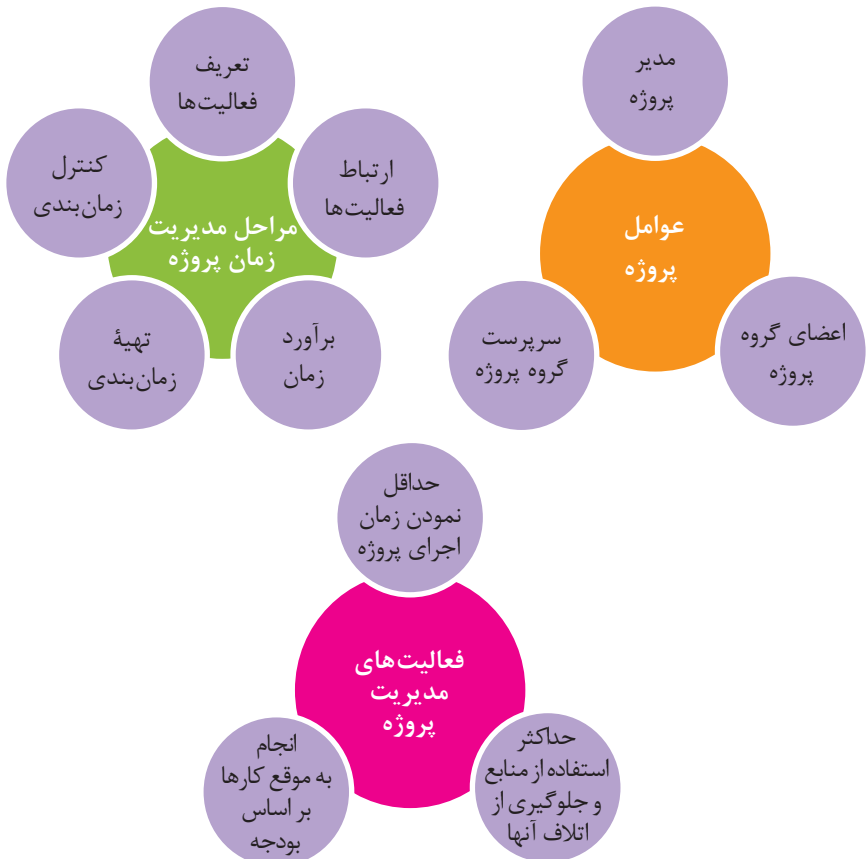 مدیر
پروژه
عوامل
پروژه
اعضای گروه
پروژه
سرپرست
گروه پروژه
تعریف
فعالیت‌ها
ارتباط
فعالیت‌ها
برآورد
زمان
تهیهٔ
زمان‌بندی
کنترل
زمان‌بندی
مراحل مدیریت
زمان پروژه
حداقل
نمودن زمان
اجرای پروژه
فعالیت‌های
مدیریت
پروژه
حداکثر
استفاده از منابع
و جلوگیری از
اتلاف آنها
انجام
به موقع کارها
بر اساس
بودجه